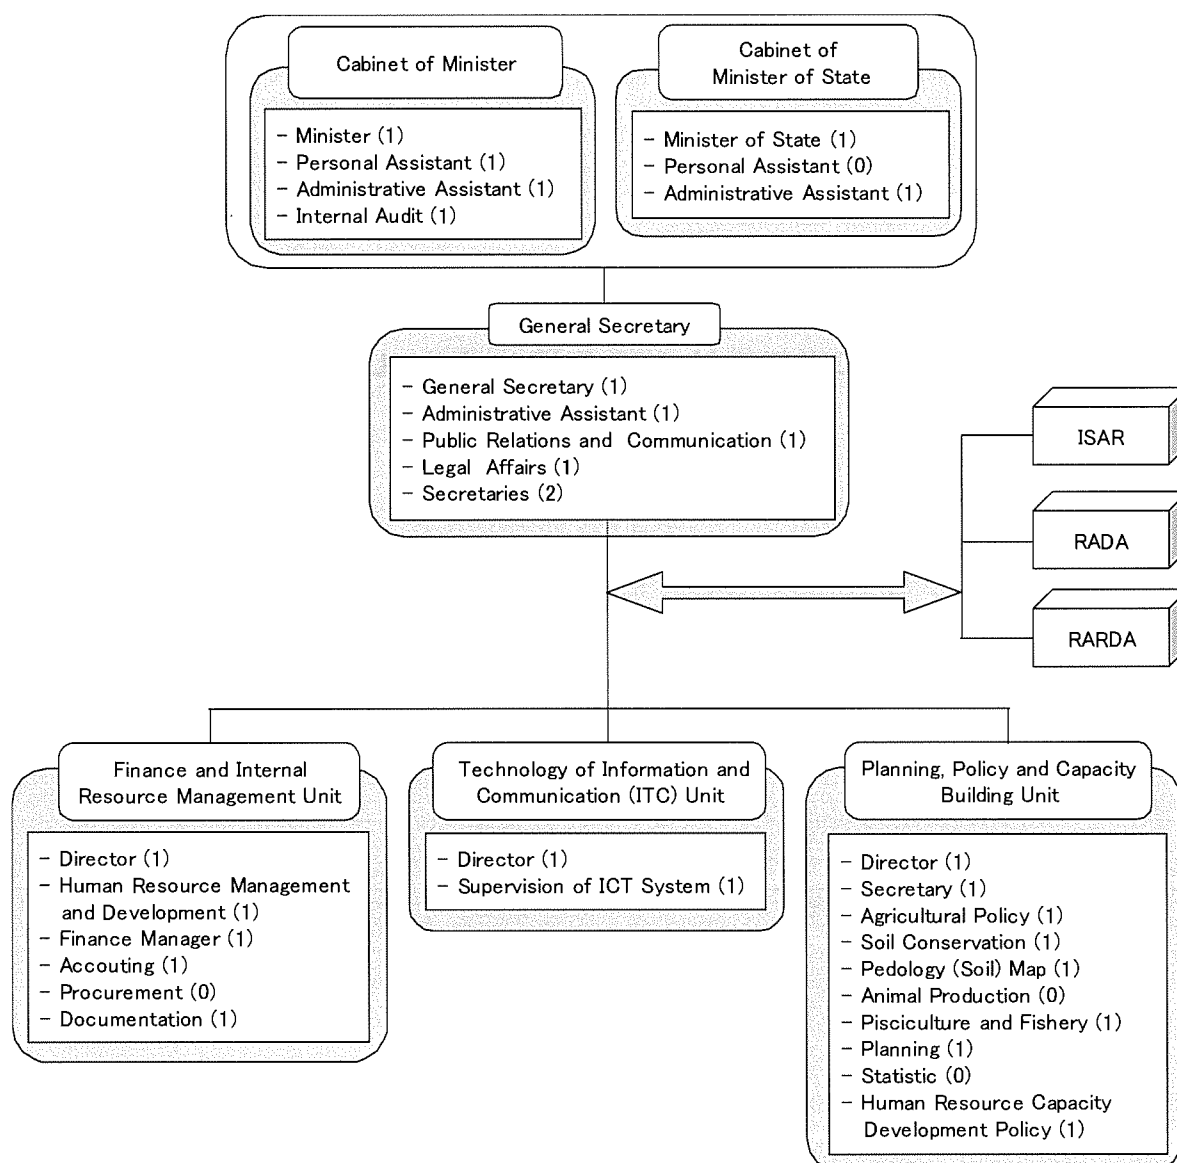 Cabinet of Minister
- Minister (1)
- Personal Assistant (1)
- Administrative Assistant (1)
- Internal Audit (1)
Cabinet of
Minister of State
- Minister of State (1)
- Personal Assistant (0)
- Administrative Assistant (1)
General Secretary
- General Secretary (1)
- Administrative Assistant (1)
- Public Relations and Communication (1)
- Legal Affairs (1)
- Secretaries (2)
ISAR
RADA
RARDA
Finance and Internal
Resource Management Unit
- Director (1)
- Human Resource Management
and Development (1)
- Finance Manager (1)
- Accouting (1)
- Procurement (0)
- Documentation (1)
Technology of Information and
Communication (ITC) Unit
- Director (1)
- Supervision of ICT System (1)
Planning, Policy and Capacity
Building Unit
- Director (1)
- Secretary (1)
- Agricultural Policy (1)
- Soil Conservation (1)
- Pedology (Soil) Map (1)
- Animal Production (0)
- Pisciculture and Fishery (1)
- Planning (1)
- Statistic (0)
- Human Resource Capacity
Development Policy (1)